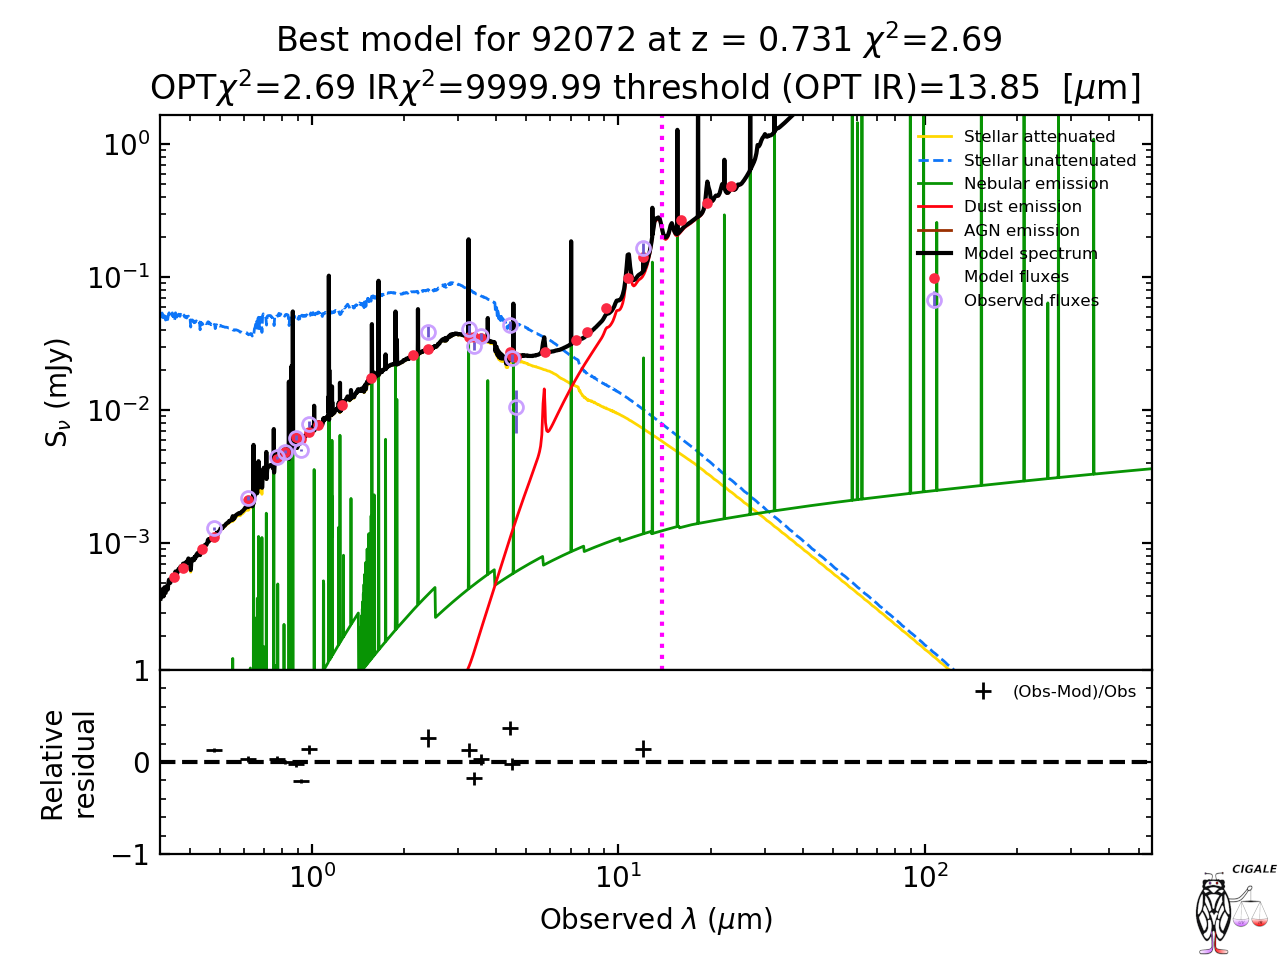 Best model for 92072 at z = 0.731 χ²=2.69
OPTχ²=2.69 IRχ²=9999.99 threshold (OPT IR)=13.85  [μm]
Stellar attenuated
Stellar unattenuated
Nebular emission
Dust emission
AGN emission
Model spectrum
Model fluxes
Observed fluxes
10⁰
10⁻¹
10⁻²
10⁻³
S_ν (mJy)
1
0
−1
Relative
residual
(Obs-Mod)/Obs
10⁰ 10¹ 10²
Observed λ (μm)
CIGALE